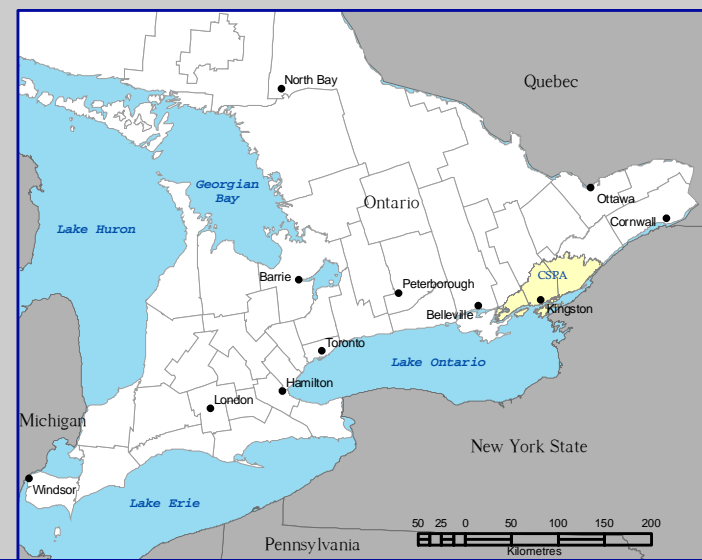 North Bay
Quebec
Georgian
Bay
Ottawa
Ontario
Cornwall
Lake Huron
Barrie
CSPA
Peterborough
Belleville
Kingston
Toronto
Lake Ontario
Hamilton
London
Michigan
New York State
Windsor
Lake Erie
50 25 0 50 100 150 200
Kilometres
Pennsylvania